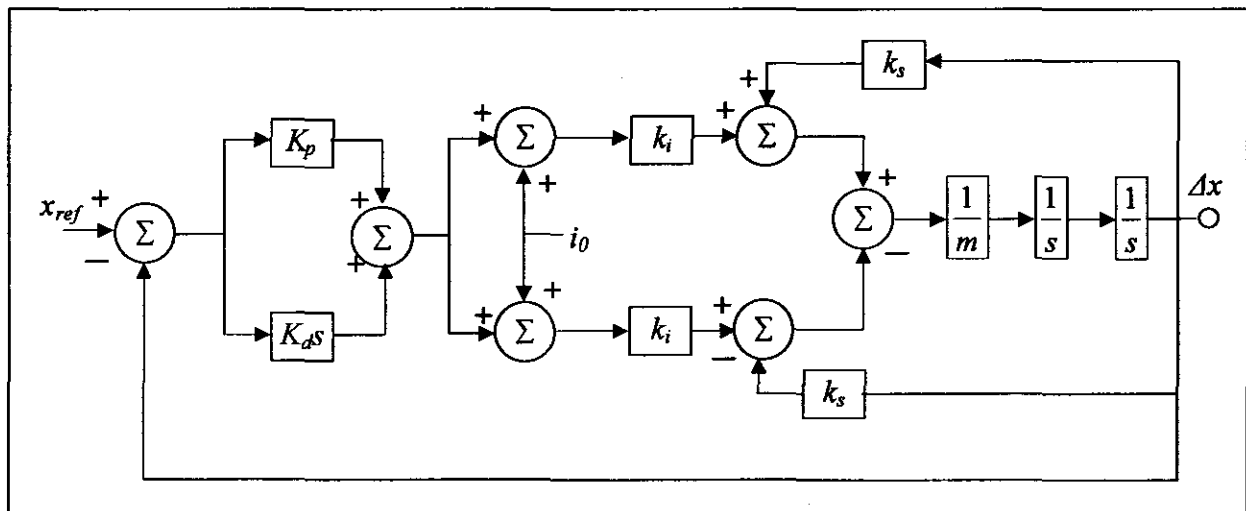 k_s
+
+ + +
Σ Σ
K_p k_i
+ +
x_ref + + Δx
Σ Σ Σ 1/m 1/s 1/s
− + i_0 −
+ + +
K_d s Σ k_i Σ
−
k_s